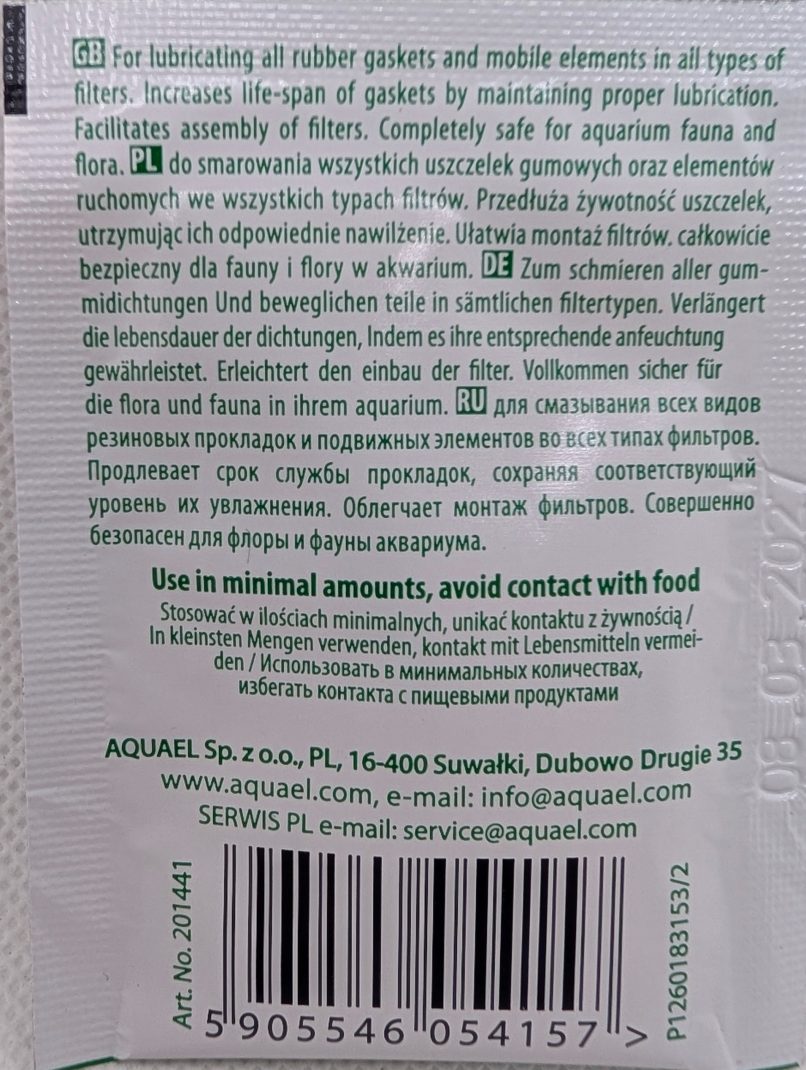 GB For lubricating all rubber gaskets and mobile elements in all types of
filters. Increases life-span of gaskets by maintaining proper lubrication.
Facilitates assembly of filters. Completely safe for aquarium fauna and
flora. PL do smarowania wszystkich uszczelek gumowych oraz elementów
ruchomych we wszystkich typach filtrów. Przedłuża żywotność uszczelek,
utrzymując ich odpowiednie nawilżenie. Ułatwia montaż filtrów. całkowicie
bezpieczny dla fauny i flory w akwarium. DE Zum schmieren aller gum-
midichtungen Und beweglichen teile in sämtlichen filtertypen. Verlängert
die lebensdauer der dichtungen, Indem es ihre entsprechende anfeuchtung
gewährleistet. Erleichtert den einbau der filter. Vollkommen sicher für
die flora und fauna in ihrem aquarium. RU для смазывания всех видов
резиновых прокладок и подвижных элементов во всех типах фильтров.
Продлевает срок службы прокладок, сохраняя соответствующий
уровень их увлажнения. Облегчает монтаж фильтров. Совершенно
безопасен для флоры и фауны аквариума.
Use in minimal amounts, avoid contact with food
Stosować w ilościach minimalnych, unikać kontaktu z żywnością /
In kleinsten Mengen verwenden, kontakt mit Lebensmitteln vermei-
den / Использовать в минимальных количествах,
избегать контакта с пищевыми продуктами
AQUAEL Sp. z o.o., PL, 16-400 Suwałki, Dubowo Drugie 35
www.aquael.com, e-mail: info@aquael.com
SERWIS PL e-mail: service@aquael.com
Art. No. 201441
5 905546 054157 >
P1260183153/2
08 03 202